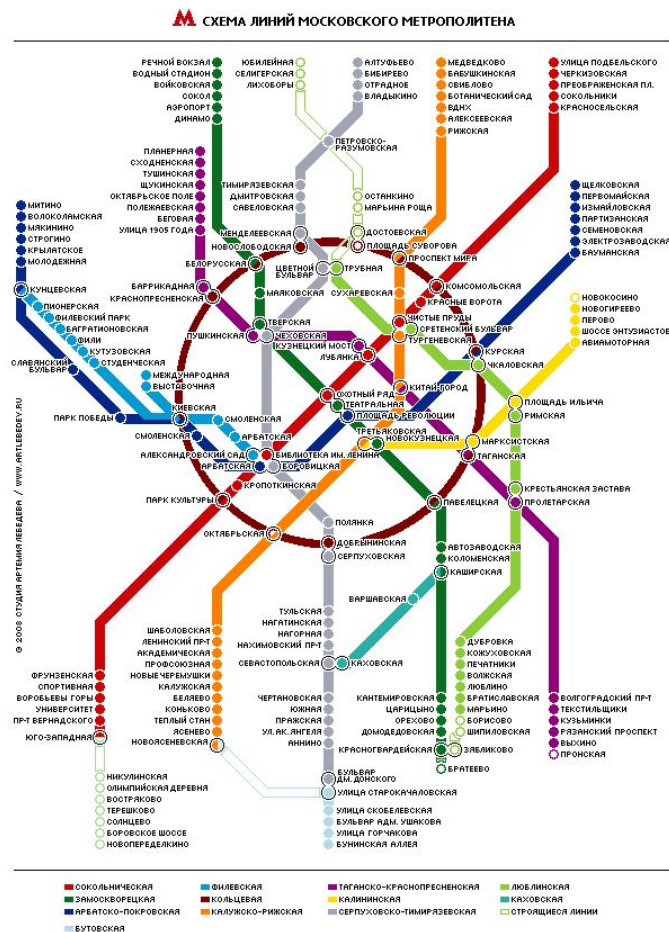 СХЕМА ЛИНИЙ МОСКОВСКОГО МЕТРОПОЛИТЕНА
РЕЧНОЙ ВОКЗАЛ
ВОДНЫЙ СТАДИОН
ВОЙКОВСКАЯ
СОКОЛ
АЭРОПОРТ
ДИНАМО
ЮБИЛЕЙНАЯ
СЕЛИГЕРСКАЯ
ЛИХОБОРЫ
АЛТУФЬЕВО
БИБИРЕВО
ОТРАДНОЕ
ВЛАДЫКИНО
МЕДВЕДКОВО
БАБУШКИНСКАЯ
СВИБЛОВО
БОТАНИЧЕСКИЙ САД
ВДНХ
АЛЕКСЕЕВСКАЯ
РИЖСКАЯ
УЛИЦА ПОДБЕЛЬСКОГО
ЧЕРКИЗОВСКАЯ
ПРЕОБРАЖЕНСКАЯ ПЛ.
СОКОЛЬНИКИ
КРАСНОСЕЛЬСКАЯ
ПЕТРОВСКО-
РАЗУМОВСКАЯ
ПЛАНЕРНАЯ
СХОДНЕНСКАЯ
ТУШИНСКАЯ
ЩУКИНСКАЯ
ОКТЯБРЬСКОЕ ПОЛЕ
ПОЛЕЖАЕВСКАЯ
БЕГОВАЯ
УЛИЦА 1905 ГОДА
ТИМИРЯЗЕВСКАЯ
ДМИТРОВСКАЯ
САВЕЛОВСКАЯ
ОСТАНКИНО
МАРЬИНА РОЩА
ЩЕЛКОВСКАЯ
ПЕРВОМАЙСКАЯ
ИЗМАЙЛОВСКАЯ
ПАРТИЗАНСКАЯ
СЕМЕНОВСКАЯ
ЭЛЕКТРОЗАВОДСКАЯ
БАУМАНСКАЯ
МИТИНО
ВОЛОКОЛАМСКАЯ
МЯКИНИНО
СТРОГИНО
КРЫЛАТСКОЕ
МОЛОДЕЖНАЯ
КУНЦЕВСКАЯ
МЕНДЕЛЕЕВСКАЯ
НОВОСЛОБОДСКАЯ
ДОСТОЕВСКАЯ
ПЛОЩАДЬ СУВОРОВА
ПРОСПЕКТ МИРА
БЕЛОРУССКАЯ
ЦВЕТНОЙ
БУЛЬВАР
ТРУБНАЯ
БАРРИКАДНАЯ
КРАСНОПРЕСНЕНСКАЯ
МАЯКОВСКАЯ
СУХАРЕВСКАЯ
КОМСОМОЛЬСКАЯ
КРАСНЫЕ ВОРОТА
НОВОКОСИНО
НОВОГИРЕЕВО
ПЕРОВО
ШОССЕ ЭНТУЗИАСТОВ
АВИАМОТОРНАЯ
ПИОНЕРСКАЯ
ФИЛЕВСКИЙ ПАРК
БАГРАТИОНОВСКАЯ
ФИЛИ
КУТУЗОВСКАЯ
СТУДЕНЧЕСКАЯ
ТВЕРСКАЯ
ПУШКИНСКАЯ
ЧЕХОВСКАЯ
КУЗНЕЦКИЙ МОСТ
ЛУБЯНКА
ЧИСТЫЕ ПРУДЫ
СРЕТЕНСКИЙ БУЛЬВАР
ТУРГЕНЕВСКАЯ
КУРСКАЯ
ЧКАЛОВСКАЯ
СЛАВЯНСКИЙ
БУЛЬВАР
МЕЖДУНАРОДНАЯ
ВЫСТАВОЧНАЯ
ПАРК ПОБЕДЫ
КИЕВСКАЯ
СМОЛЕНСКАЯ
СМОЛЕНСКАЯ
АРБАТСКАЯ
ОХОТНЫЙ РЯД
ТЕАТРАЛЬНАЯ
ПЛОЩАДЬ РЕВОЛЮЦИИ
КИТАЙ-ГОРОД
ТРЕТЬЯКОВСКАЯ
НОВОКУЗНЕЦКАЯ
ПЛОЩАДЬ ИЛЬИЧА
РИМСКАЯ
МАРКСИСТСКАЯ
ТАГАНСКАЯ
АЛЕКСАНДРОВСКИЙ САД
БИБЛИОТЕКА ИМ. ЛЕНИНА
АРБАТСКАЯ
БОРОВИЦКАЯ
КРОПОТКИНСКАЯ
ПАРК КУЛЬТУРЫ
КРЕСТЬЯНСКАЯ ЗАСТАВА
ПРОЛЕТАРСКАЯ
ПАВЕЛЕЦКАЯ
ОКТЯБРЬСКАЯ
ПОЛЯНКА
ДОБРЫНИНСКАЯ
СЕРПУХОВСКАЯ
АВТОЗАВОДСКАЯ
КОЛОМЕНСКАЯ
КАШИРСКАЯ
ВАРШАВСКАЯ
КАХОВСКАЯ
© 2008 СТУДИЯ АРТЕМИЯ ЛЕБЕДЕВА / WWW.ARTLEBEDEV.RU
ТУЛЬСКАЯ
НАГАТИНСКАЯ
НАГОРНАЯ
НАХИМОВСКИЙ ПР-Т
СЕВАСТОПОЛЬСКАЯ
ЧЕРТАНОВСКАЯ
ЮЖНАЯ
ПРАЖСКАЯ
УЛ. АК. ЯНГЕЛЯ
АННИНО
БУЛЬВАР
ДМ. ДОНСКОГО
УЛИЦА СТАРОКАЧАЛОВСКАЯ
УЛИЦА СКОБЕЛЕВСКАЯ
БУЛЬВАР АДМ. УШАКОВА
УЛИЦА ГОРЧАКОВА
БУНИНСКАЯ АЛЛЕЯ
ШАБОЛОВСКАЯ
ЛЕНИНСКИЙ ПР-Т
АКАДЕМИЧЕСКАЯ
ПРОФСОЮЗНАЯ
НОВЫЕ ЧЕРЕМУШКИ
КАЛУЖСКАЯ
БЕЛЯЕВО
КОНЬКОВО
ТЕПЛЫЙ СТАН
ЯСЕНЕВО
НОВОЯСЕНЕВСКАЯ
ФРУНЗЕНСКАЯ
СПОРТИВНАЯ
ВОРОБЬЕВЫ ГОРЫ
УНИВЕРСИТЕТ
ПР-Т ВЕРНАДСКОГО
ЮГО-ЗАПАДНАЯ
НИКУЛИНСКАЯ
ОЛИМПИЙСКАЯ ДЕРЕВНЯ
ВОСТРЯКОВО
ТЕРЕШКОВО
СОЛНЦЕВО
БОРОВСКОЕ ШОССЕ
НОВОПЕРЕДЕЛКИНО
КАНТЕМИРОВСКАЯ
ЦАРИЦЫНО
ОРЕХОВО
ДОМОДЕДОВСКАЯ
КРАСНОГВАРДЕЙСКАЯ
БРАТЕЕВО
ДУБРОВКА
КОЖУХОВСКАЯ
ПЕЧАТНИКИ
ВОЛЖСКАЯ
ЛЮБЛИНО
БРАТИСЛАВСКАЯ
МАРЬИНО
БОРИСОВО
ШИПИЛОВСКАЯ
ЗЯБЛИКОВО
ВОЛГОГРАДСКИЙ ПР-Т
ТЕКСТИЛЬЩИКИ
КУЗЬМИНКИ
РЯЗАНСКИЙ ПРОСПЕКТ
ВЫХИНО
ПРОНСКАЯ
СОКОЛЬНИЧЕСКАЯ
ФИЛЕВСКАЯ
ТАГАНСКО-КРАСНОПРЕСНЕНСКАЯ
ЛЮБЛИНСКАЯ
ЗАМОСКВОРЕЦКАЯ
КОЛЬЦЕВАЯ
КАЛИНИНСКАЯ
КАХОВСКАЯ
АРБАТСКО-ПОКРОВСКАЯ
КАЛУЖСКО-РИЖСКАЯ
СЕРПУХОВСКО-ТИМИРЯЗЕВСКАЯ
СТРОЯЩИЕСЯ ЛИНИИ
БУТОВСКАЯ